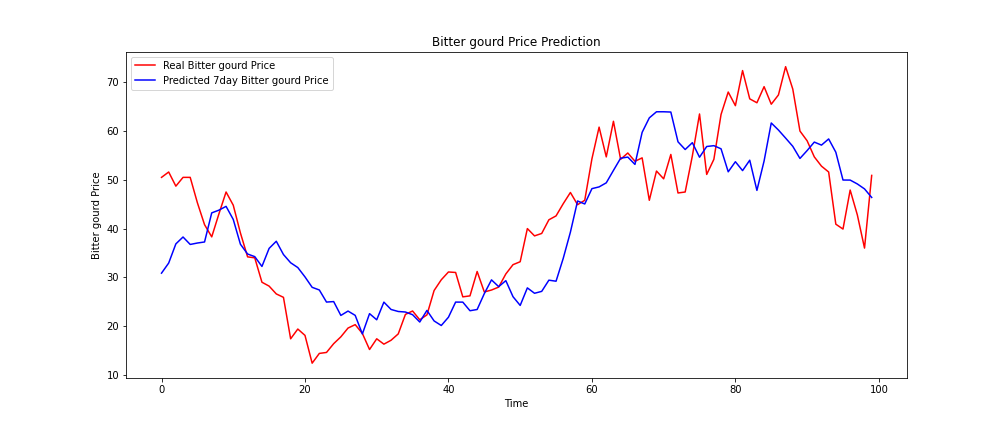 Bitter gourd Price Prediction
Real Bitter gourd Price
Predicted 7day Bitter gourd Price
70
60
50
40
30
20
10
Bitter gourd Price
0
20
40
60
80
100
Time